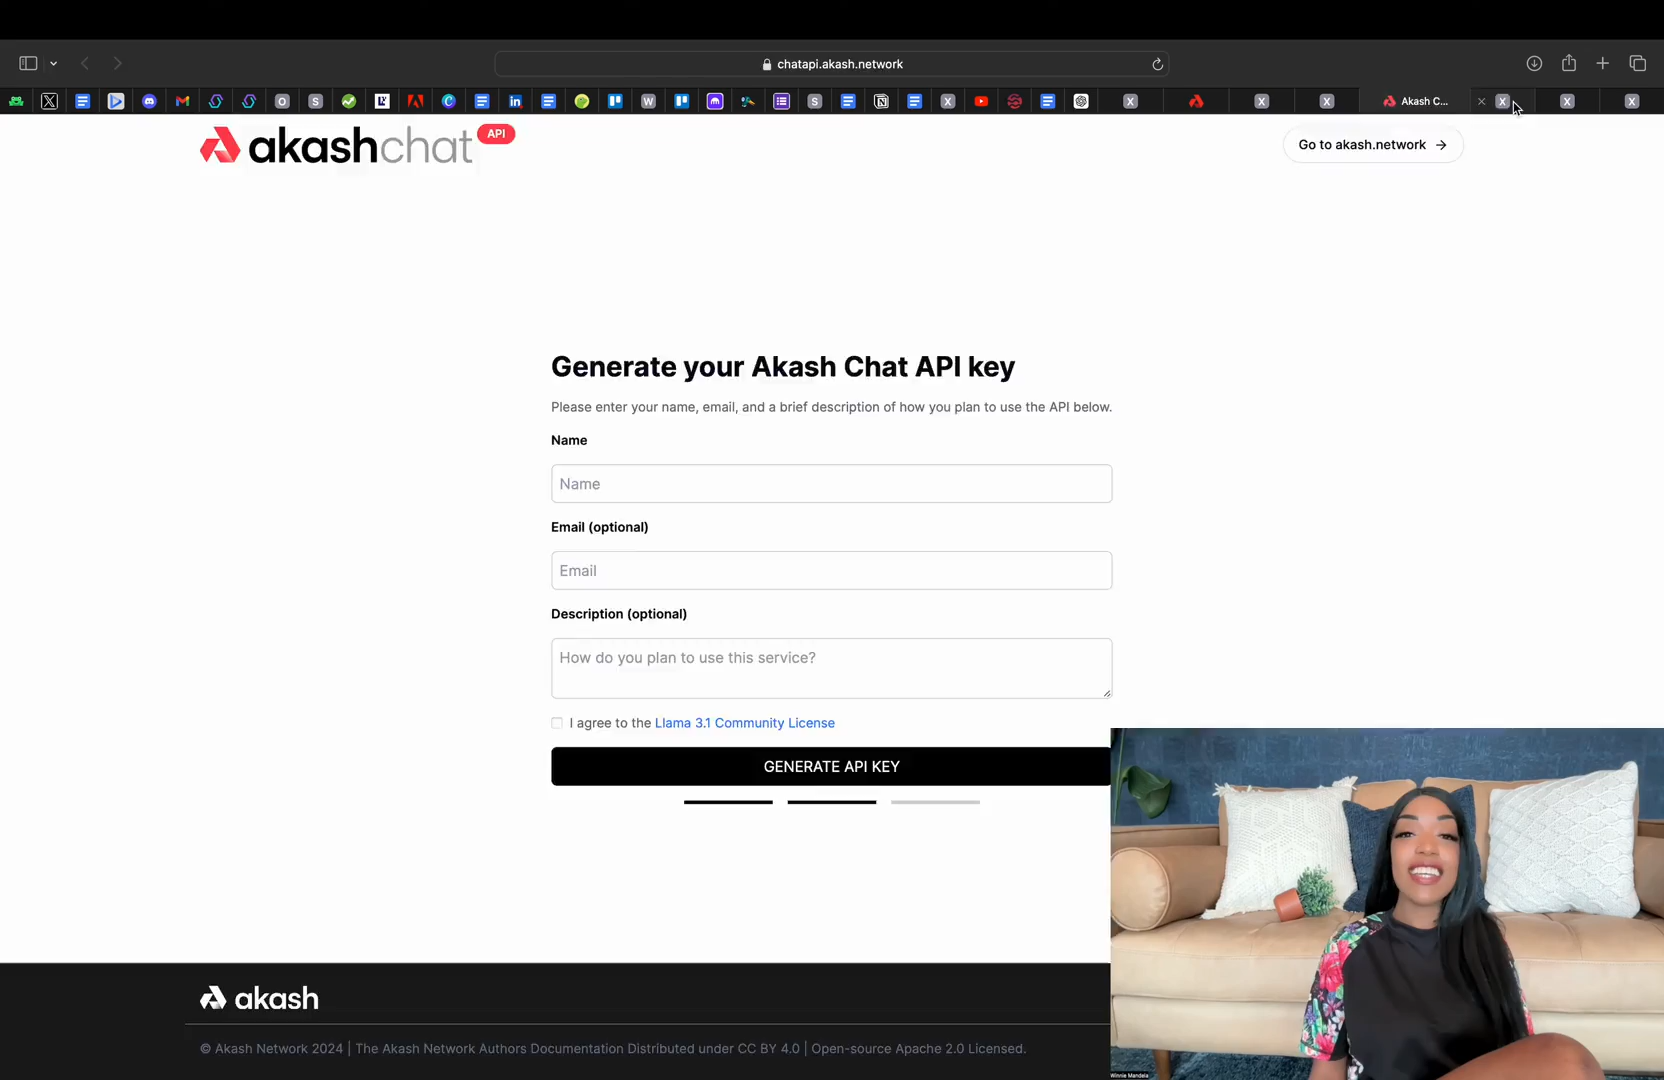 chatapi.akash.network
Akash C...
akashchat API
Go to akash.network →
Generate your Akash Chat API key
Please enter your name, email, and a brief description of how you plan to use the API below.
Name
Name
Email (optional)
Email
Description (optional)
How do you plan to use this service?
I agree to the Llama 3.1 Community License
GENERATE API KEY
akash
© Akash Network 2024 | The Akash Network Authors Documentation Distributed under CC BY 4.0 | Open-source Apache 2.0 Licensed.
Winnie Mandela